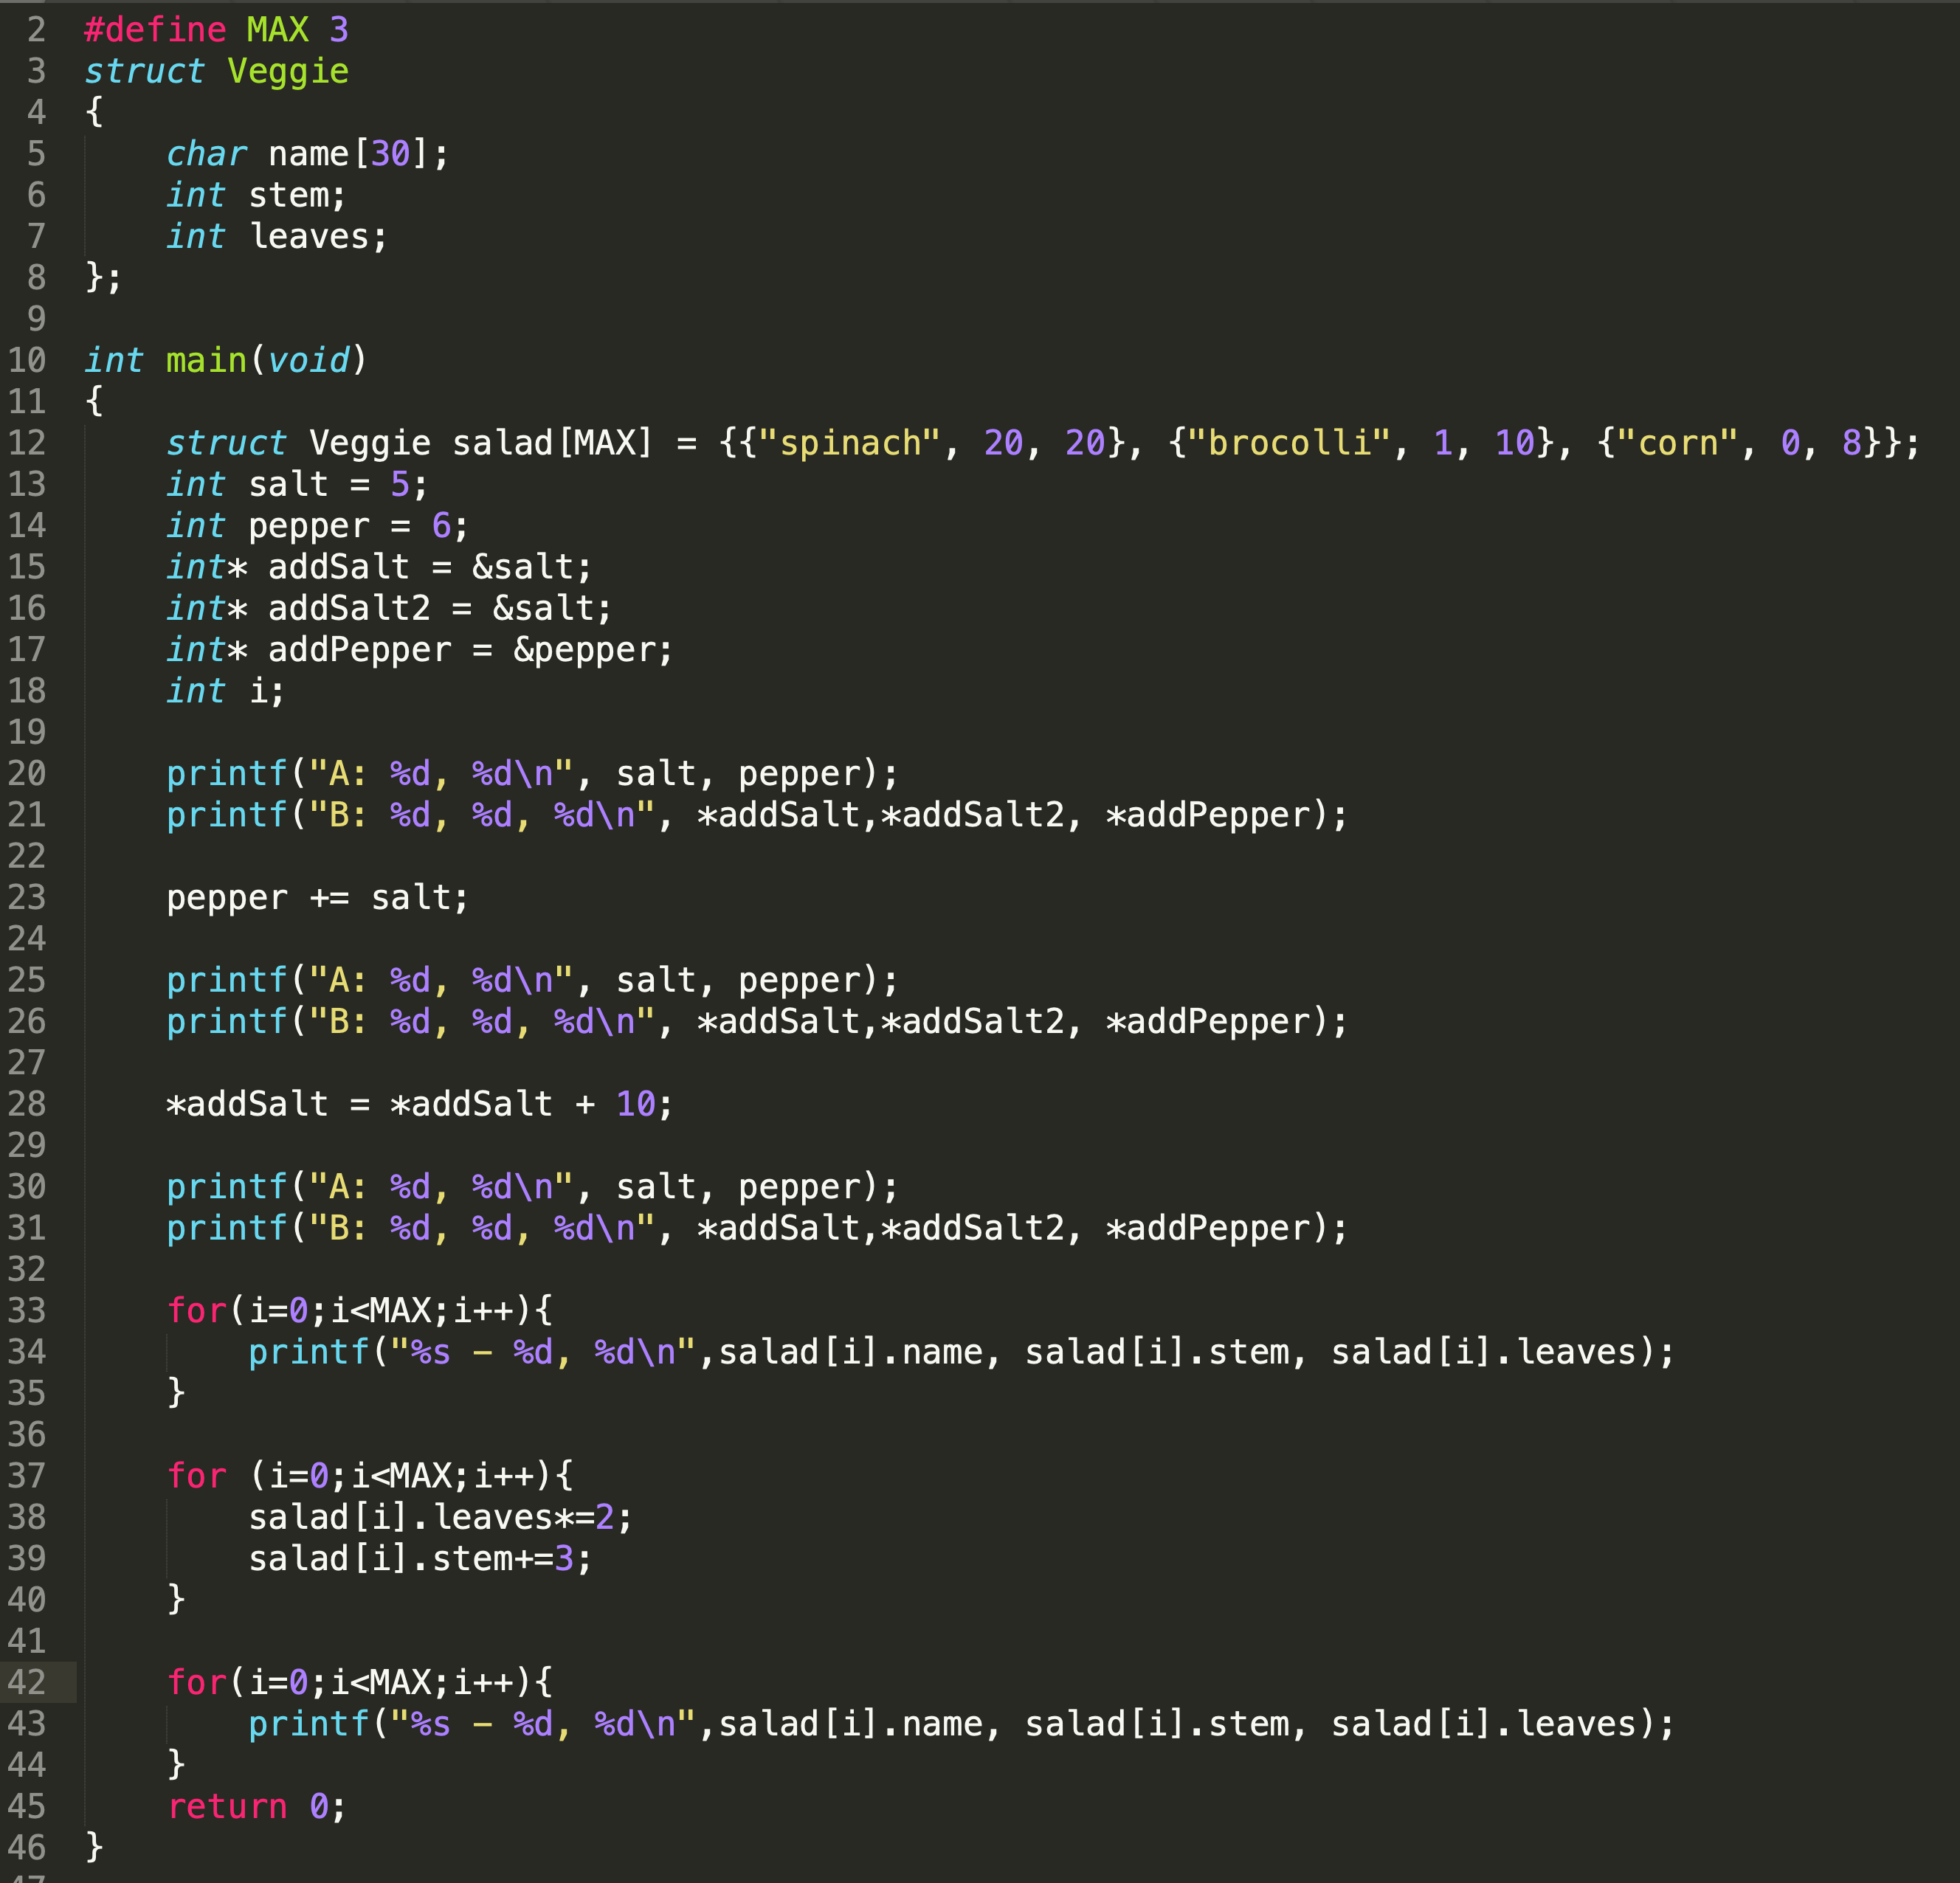 2 #define MAX 3
3 struct Veggie
4 {
5     char name[30];
6     int stem;
7     int leaves;
8 };
9
10 int main(void)
11 {
12     struct Veggie salad[MAX] = {{"spinach", 20, 20}, {"brocolli", 1, 10}, {"corn", 0, 8}};
13     int salt = 5;
14     int pepper = 6;
15     int* addSalt = &salt;
16     int* addSalt2 = &salt;
17     int* addPepper = &pepper;
18     int i;
19
20     printf("A: %d, %d\n", salt, pepper);
21     printf("B: %d, %d, %d\n", *addSalt,*addSalt2, *addPepper);
22
23     pepper += salt;
24
25     printf("A: %d, %d\n", salt, pepper);
26     printf("B: %d, %d, %d\n", *addSalt,*addSalt2, *addPepper);
27
28     *addSalt = *addSalt + 10;
29
30     printf("A: %d, %d\n", salt, pepper);
31     printf("B: %d, %d, %d\n", *addSalt,*addSalt2, *addPepper);
32
33     for(i=0;i<MAX;i++){
34         printf("%s - %d, %d\n",salad[i].name, salad[i].stem, salad[i].leaves);
35     }
36
37     for (i=0;i<MAX;i++){
38         salad[i].leaves*=2;
39         salad[i].stem+=3;
40     }
41
42     for(i=0;i<MAX;i++){
43         printf("%s - %d, %d\n",salad[i].name, salad[i].stem, salad[i].leaves);
44     }
45     return 0;
46 }
47